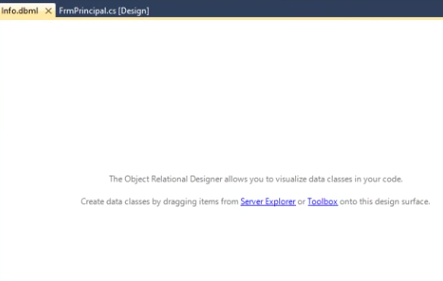 Info.dbml FrmPrincipal.cs [Design]
The Object Relational Designer allows you to visualize data classes in your code.
Create data classes by dragging items from Server Explorer or Toolbox onto this design surface.